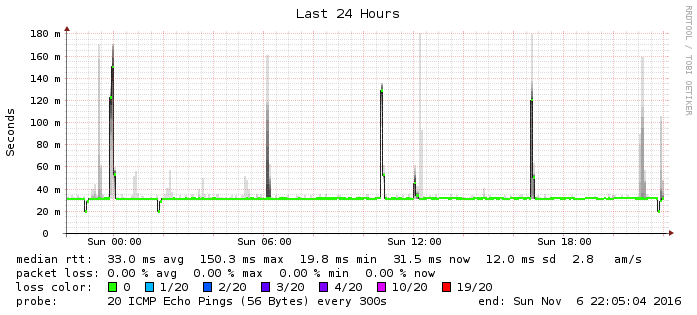 Last 24 Hours
RRDTOOL / TOBI OETIKER
Seconds
180 m
160 m
140 m
120 m
100 m
80 m
60 m
40 m
20 m
0
Sun 00:00 Sun 06:00 Sun 12:00 Sun 18:00
median rtt: 33.0 ms avg 150.3 ms max 19.8 ms min 31.5 ms now 12.0 ms sd 2.8 am/s
packet loss: 0.00 % avg 0.00 % max 0.00 % min 0.00 % now
loss color: 0 1/20 2/20 3/20 4/20 10/20 19/20
probe: 20 ICMP Echo Pings (56 Bytes) every 300s end: Sun Nov 6 22:05:04 2016